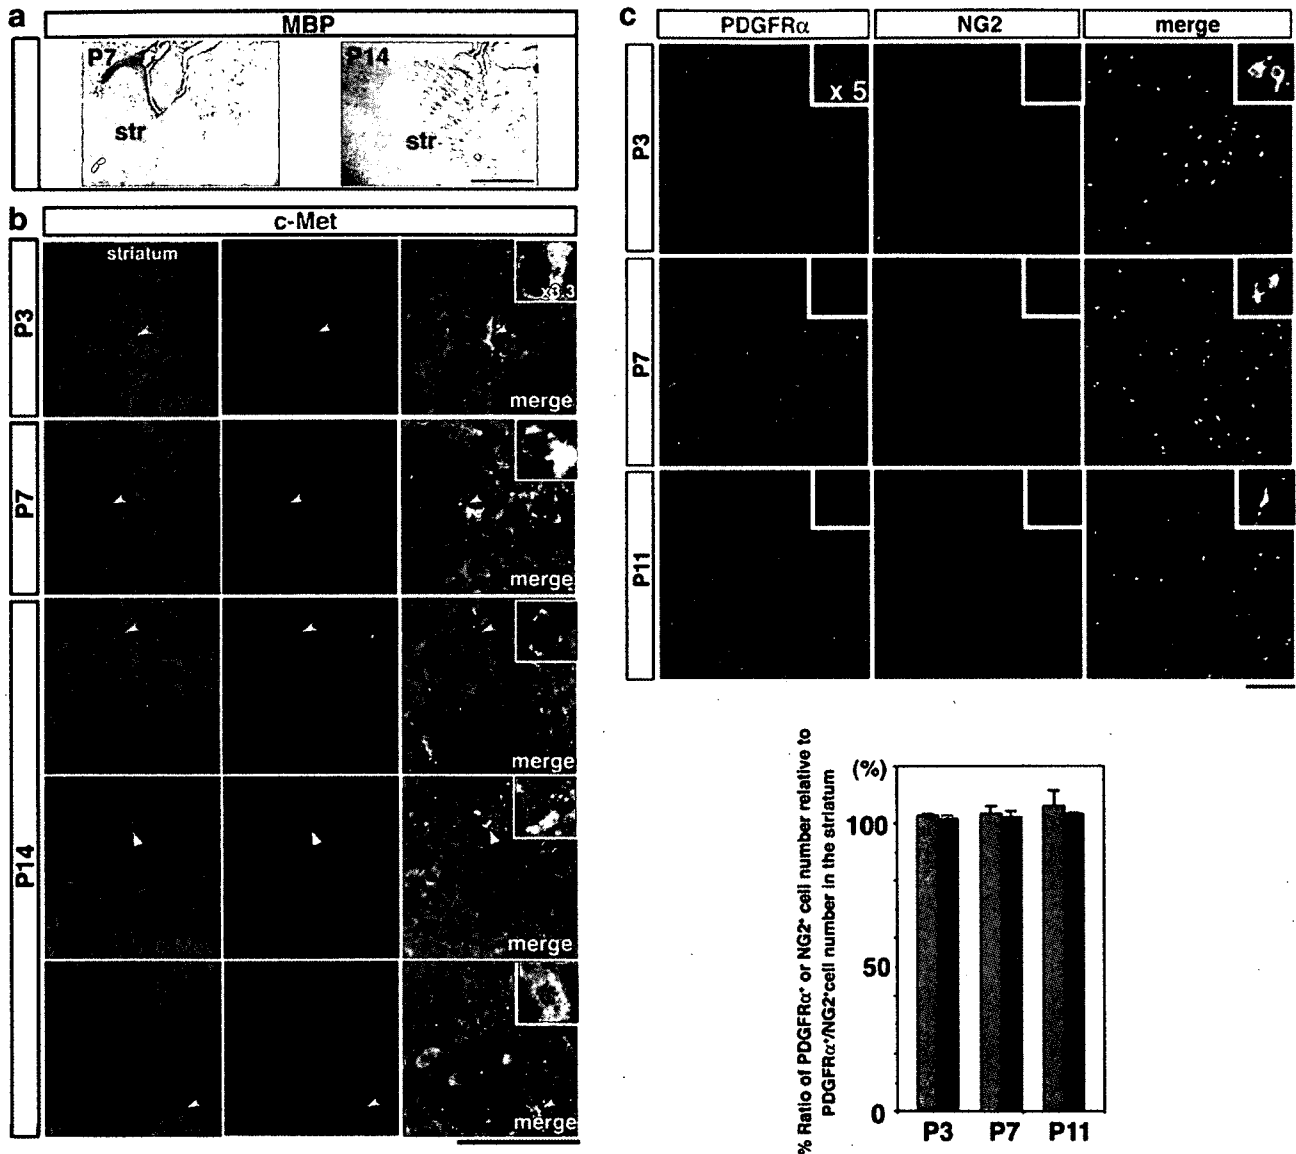 a
MBP
P7
str
P14
str
b
c-Met
striatum
P3
x3.3
merge
P7
merge
P14
merge
merge
merge
c
PDGFRα
NG2
merge
P3
x 5
P7
P11
% Ratio of PDGFRα⁺ or NG2⁺ cell number relative to
PDGFRα⁺/NG2⁺cell number in the striatum
(%)
100
50
0
P3
P7
P11